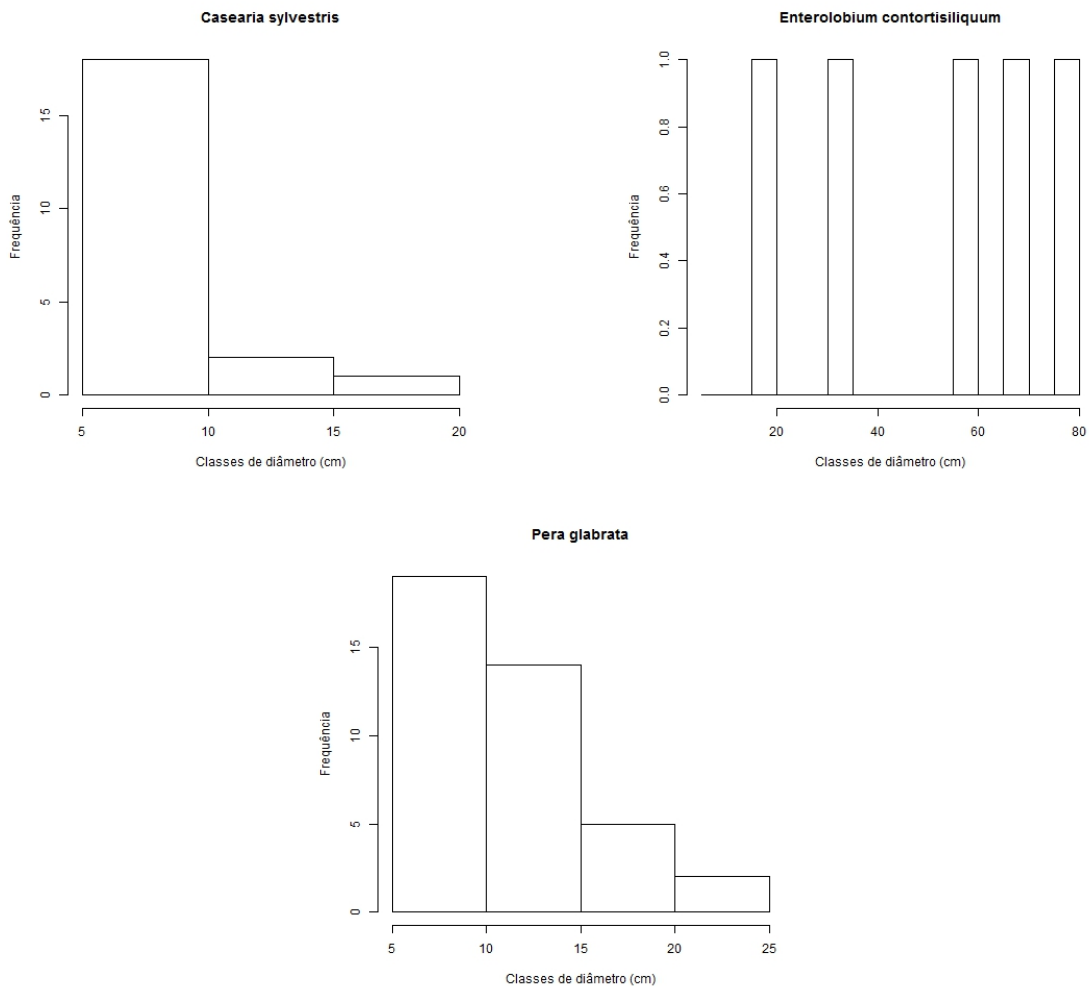 Casearia sylvestris
Frequência
15
10
5
0
5 10 15 20
Classes de diâmetro (cm)
Enterolobium contortisiliquum
Frequência
1.0
0.8
0.6
0.4
0.2
0.0
20 40 60 80
Classes de diâmetro (cm)
Pera glabrata
Frequência
15
10
5
0
5 10 15 20 25
Classes de diâmetro (cm)